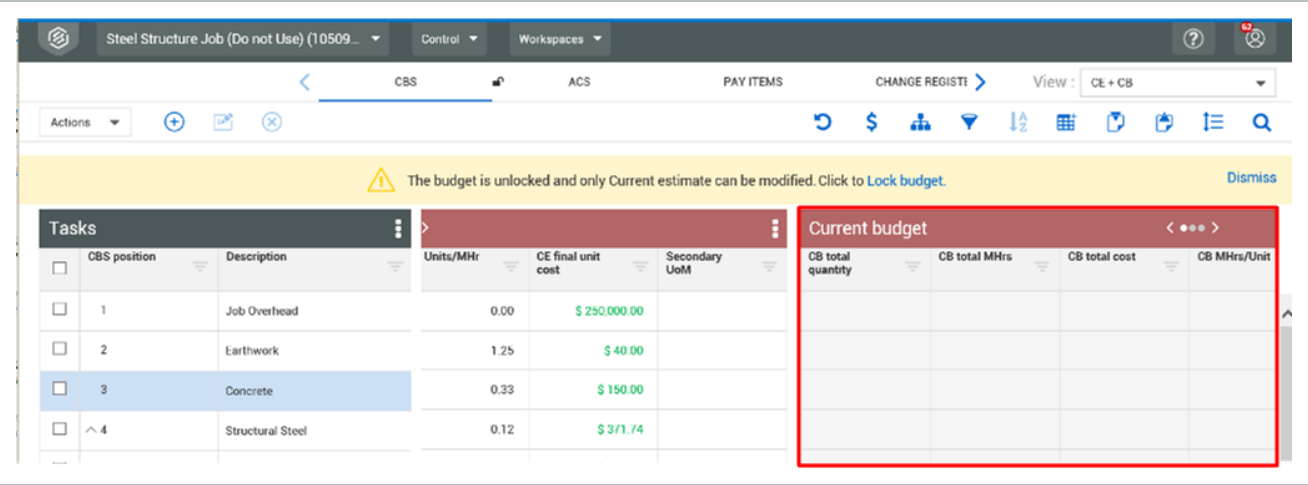 Steel Structure Job (Do not Use) (10509... Control Workspaces ? 62
CBS ACS PAY ITEMS CHANGE REGISTE View : CE + CB
Actions $ A Z
The budget is unlocked and only Current estimate can be modified. Click to Lock budget. Dismiss
Tasks Current budget
CBS position Description Units/MHr CE final unit cost Secondary UoM CB total quantity CB total MHrs CB total cost CB MHrs/Unit
1 Job Overhead 0.00 $ 250,000.00
2 Earthwork 1.25 $ 40.00
3 Concrete 0.33 $ 150.00
4 Structural Steel 0.12 $ 371.74